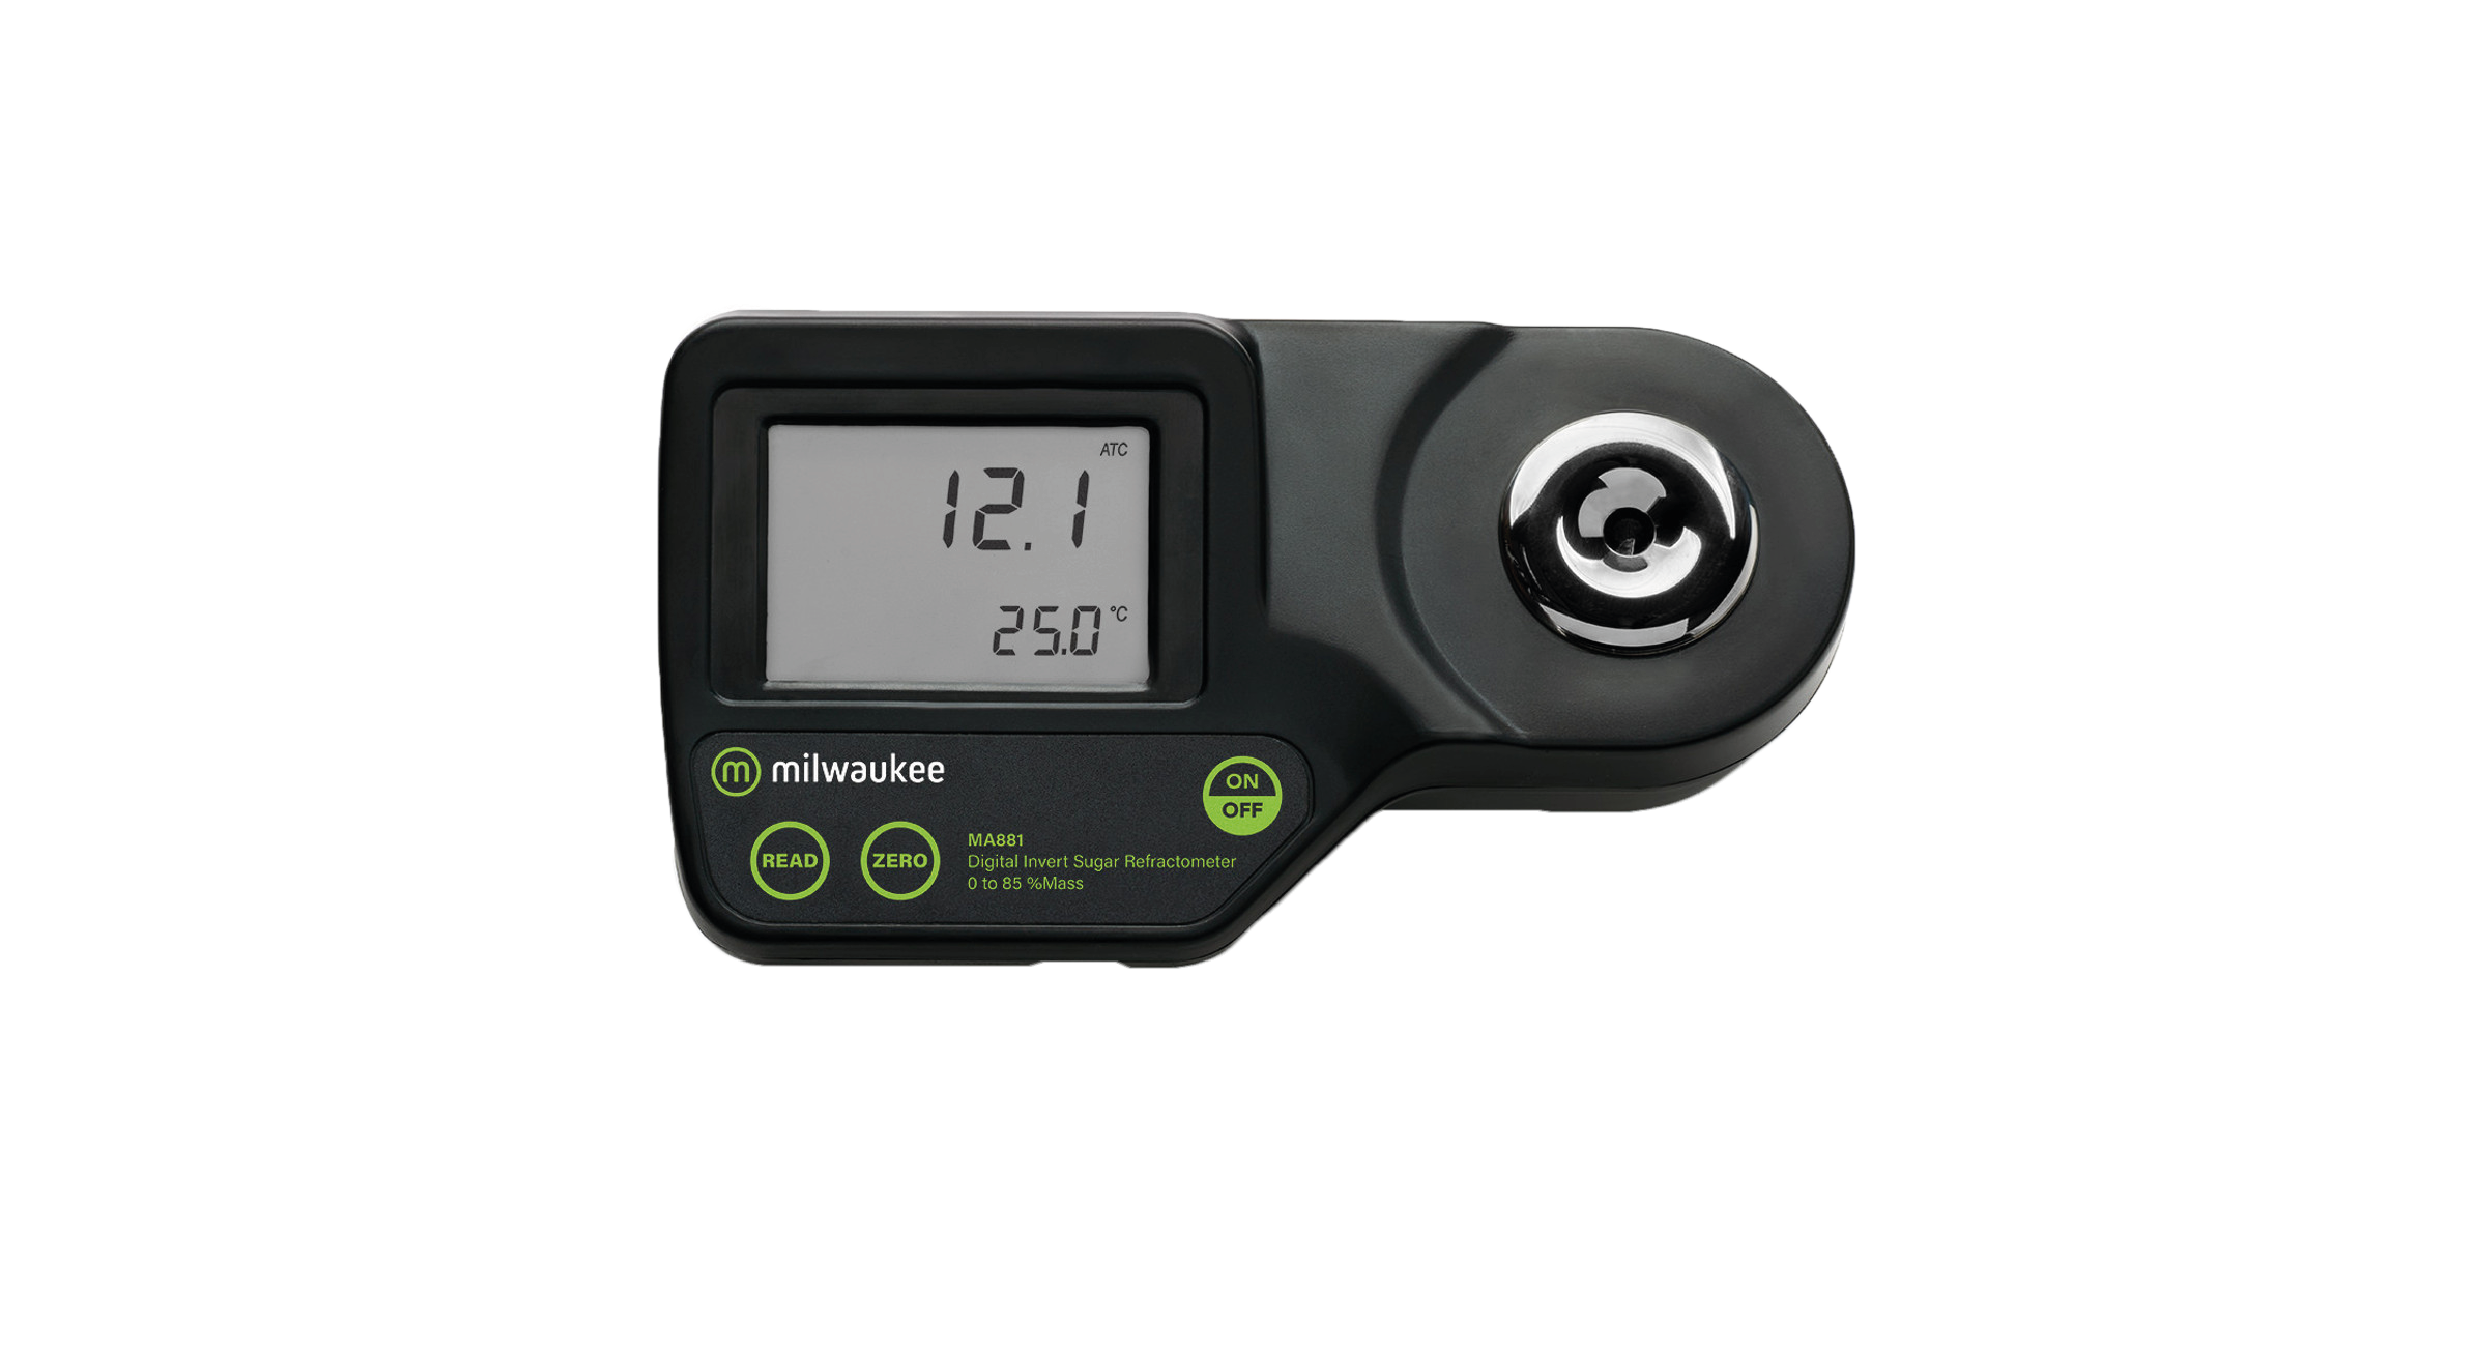 ATC
12.1
25.0 °C
m milwaukee
ON
OFF
READ
ZERO
MA881
Digital Invert Sugar Refractometer
0 to 85 %Mass